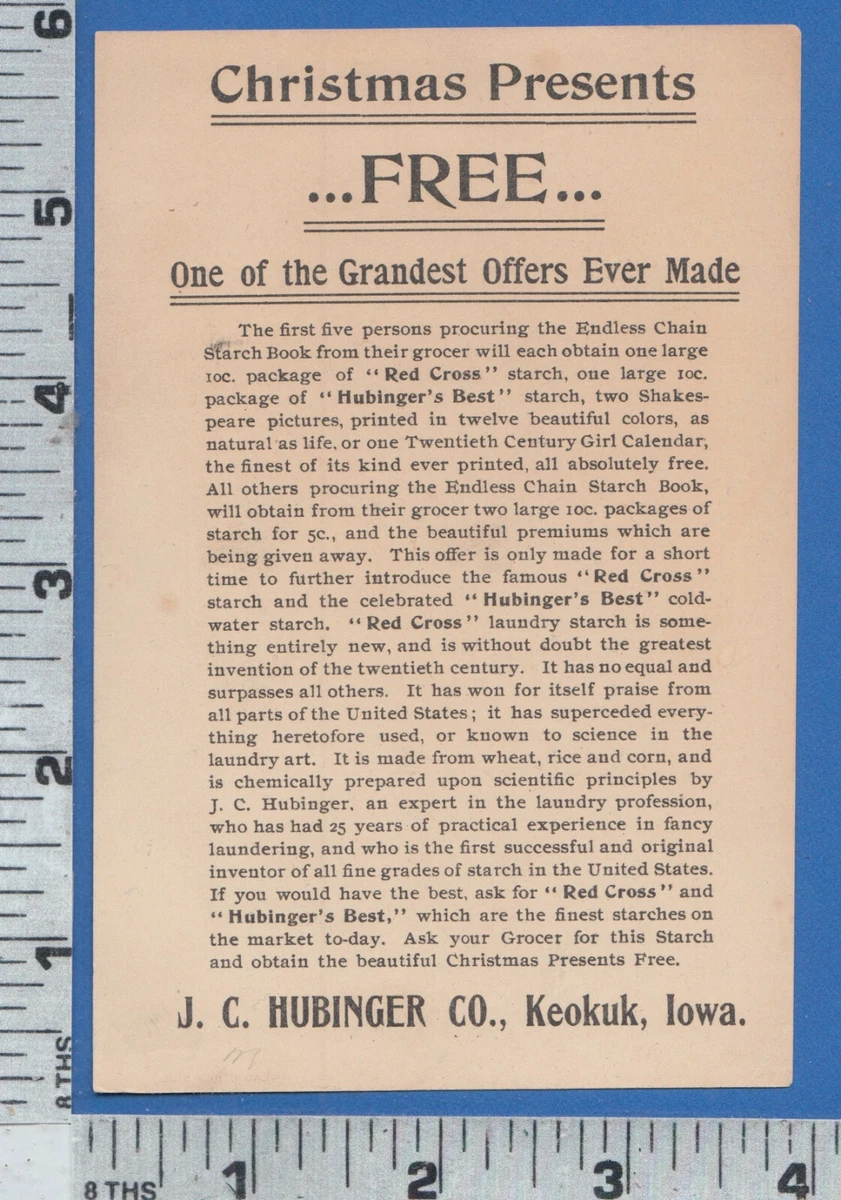 Christmas Presents
...FREE...
One of the Grandest Offers Ever Made
The first five persons procuring the Endless Chain
Starch Book from their grocer will each obtain one large
10c. package of “Red Cross” starch, one large 10c.
package of “Hubinger's Best” starch, two Shakes-
peare pictures, printed in twelve beautiful colors, as
natural as life, or one Twentieth Century Girl Calendar,
the finest of its kind ever printed, all absolutely free.
All others procuring the Endless Chain Starch Book,
will obtain from their grocer two large 10c. packages of
starch for 5c., and the beautiful premiums which are
being given away. This offer is only made for a short
time to further introduce the famous “Red Cross”
starch and the celebrated “Hubinger's Best” cold-
water starch. “Red Cross” laundry starch is some-
thing entirely new, and is without doubt the greatest
invention of the twentieth century. It has no equal and
surpasses all others. It has won for itself praise from
all parts of the United States; it has superceded every-
thing heretofore used, or known to science in the
laundry art. It is made from wheat, rice and corn, and
is chemically prepared upon scientific principles by
J. C. Hubinger, an expert in the laundry profession,
who has had 25 years of practical experience in fancy
laundering, and who is the first successful and original
inventor of all fine grades of starch in the United States.
If you would have the best, ask for “Red Cross” and
“Hubinger's Best,” which are the finest starches on
the market to-day. Ask your Grocer for this Starch
and obtain the beautiful Christmas Presents Free.
J. C. HUBINGER CO., Keokuk, Iowa.
6
5
4
3
2
1
8 THS
8 THS
1
2
3
4